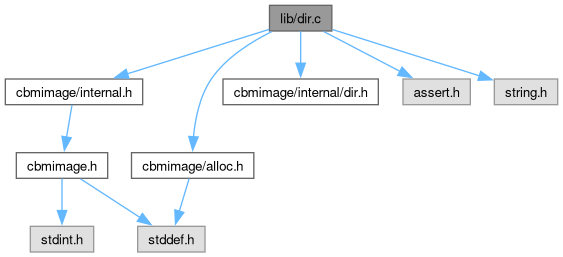 lib/dir.c
cbmimage/internal.h
cbmimage/internal/dir.h
assert.h
string.h
cbmimage.h
cbmimage/alloc.h
stdint.h
stddef.h